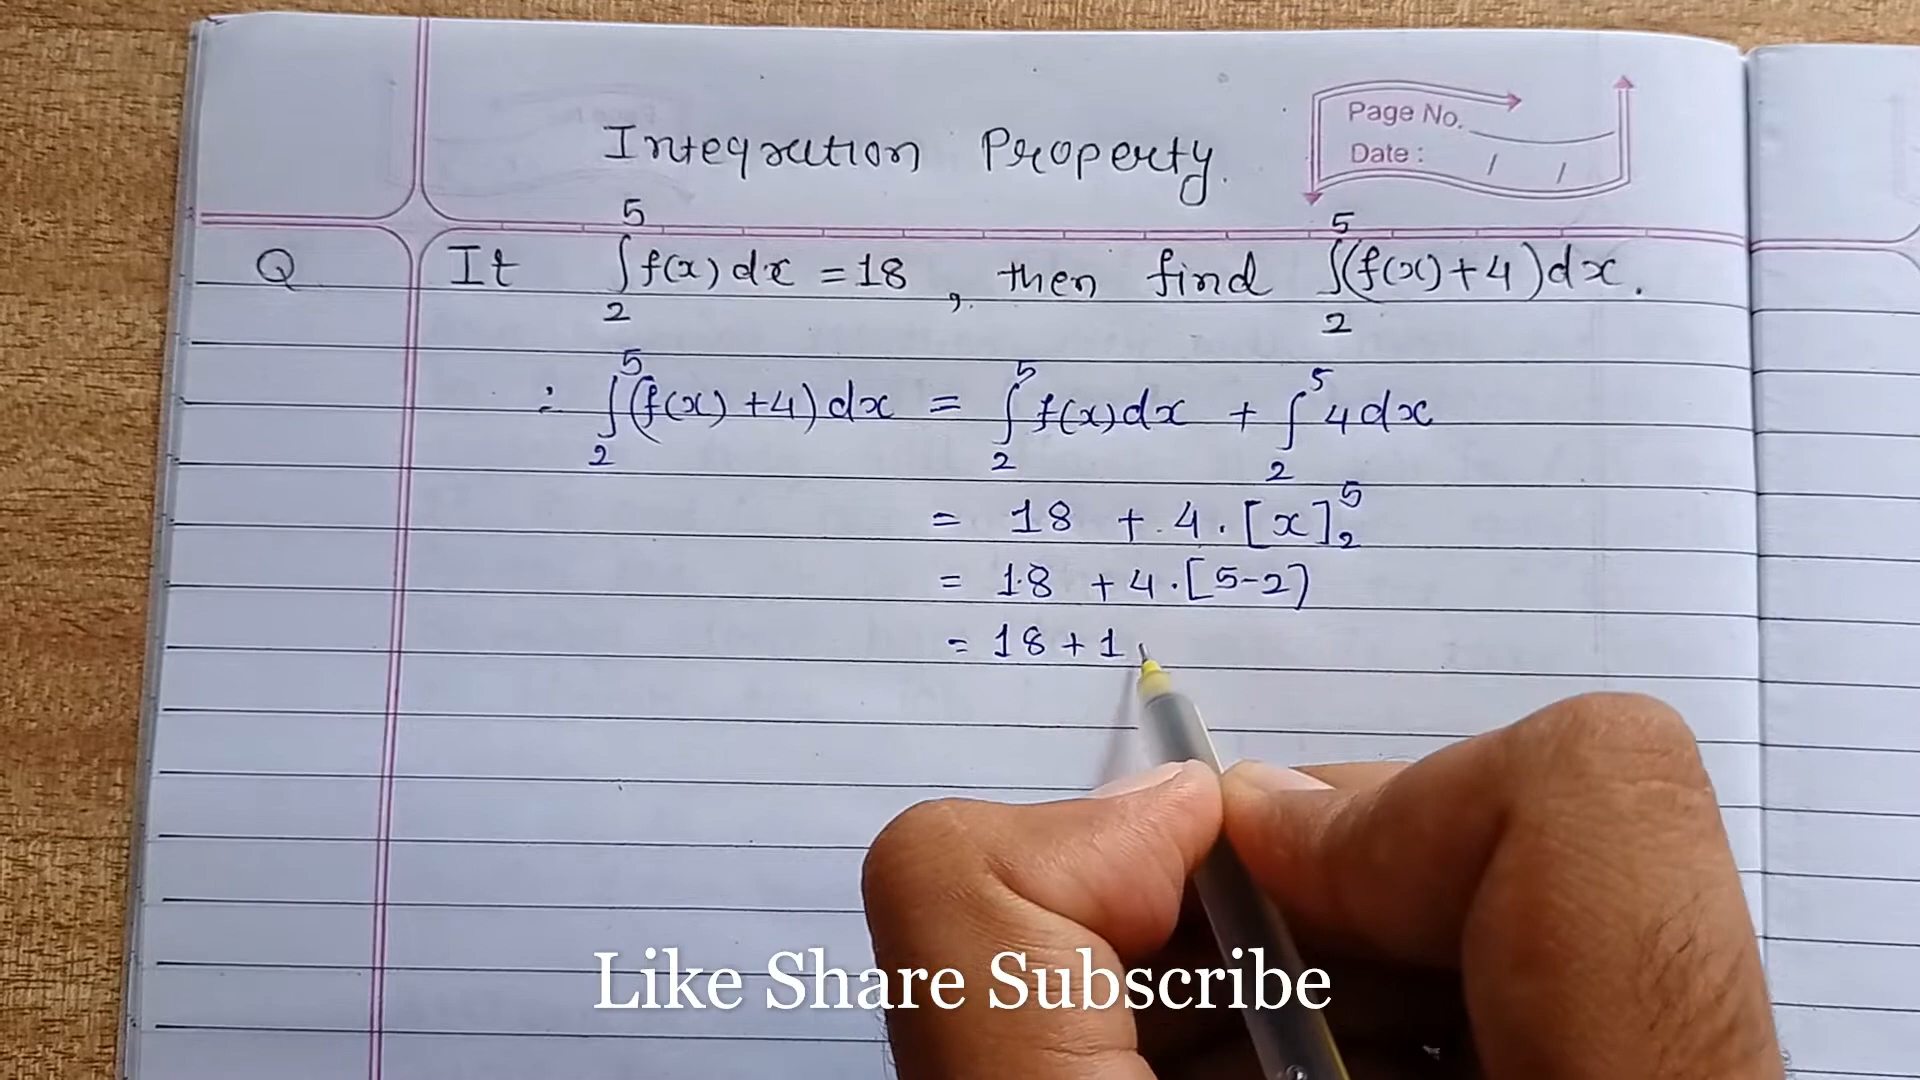 Page No.
Date : / /
Integration Property.
Q If ∫₂⁵ f(x) dx = 18 , then find ∫₂⁵ (f(x) + 4) dx .
∴ ∫₂⁵ (f(x) + 4) dx = ∫₂⁵ f(x) dx + ∫₂⁵ 4 dx
= 18 + 4 . [x]₂⁵
= 18 + 4 . [5-2)
= 18 + 1
Like Share Subscribe